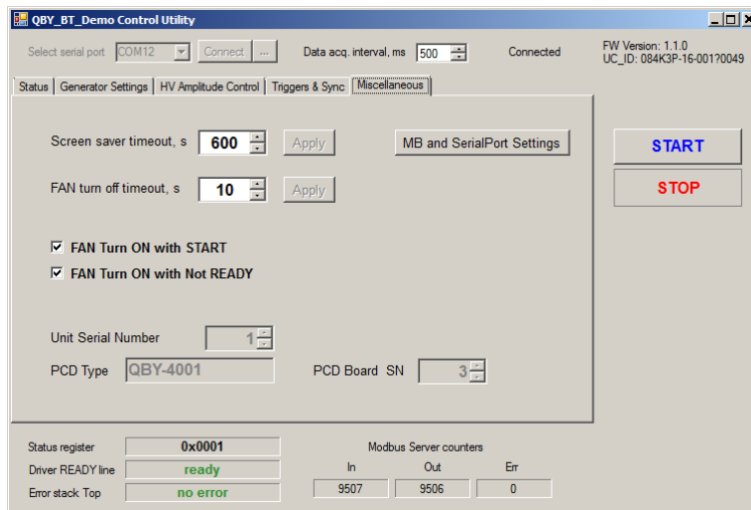 QBY_BT_Demo Control Utility
Select serial port COM12 Connect ... Data acq. interval, ms 500 Connected FW Version: 1.1.0
UC_ID: 084K3P-16-001?0049
Status Generator Settings HV Amplitude Control Triggers & Sync Miscellaneous
Screen saver timeout, s 600 Apply MB and SerialPort Settings START
FAN turn off timeout, s 10 Apply STOP
FAN Turn ON with START
FAN Turn ON with Not READY
Unit Serial Number 1
PCD Type QBY-4001 PCD Board SN 3
Status register 0x0001 Modbus Server counters
Driver READY line ready In Out Err
Error stack Top no error 9507 9506 0